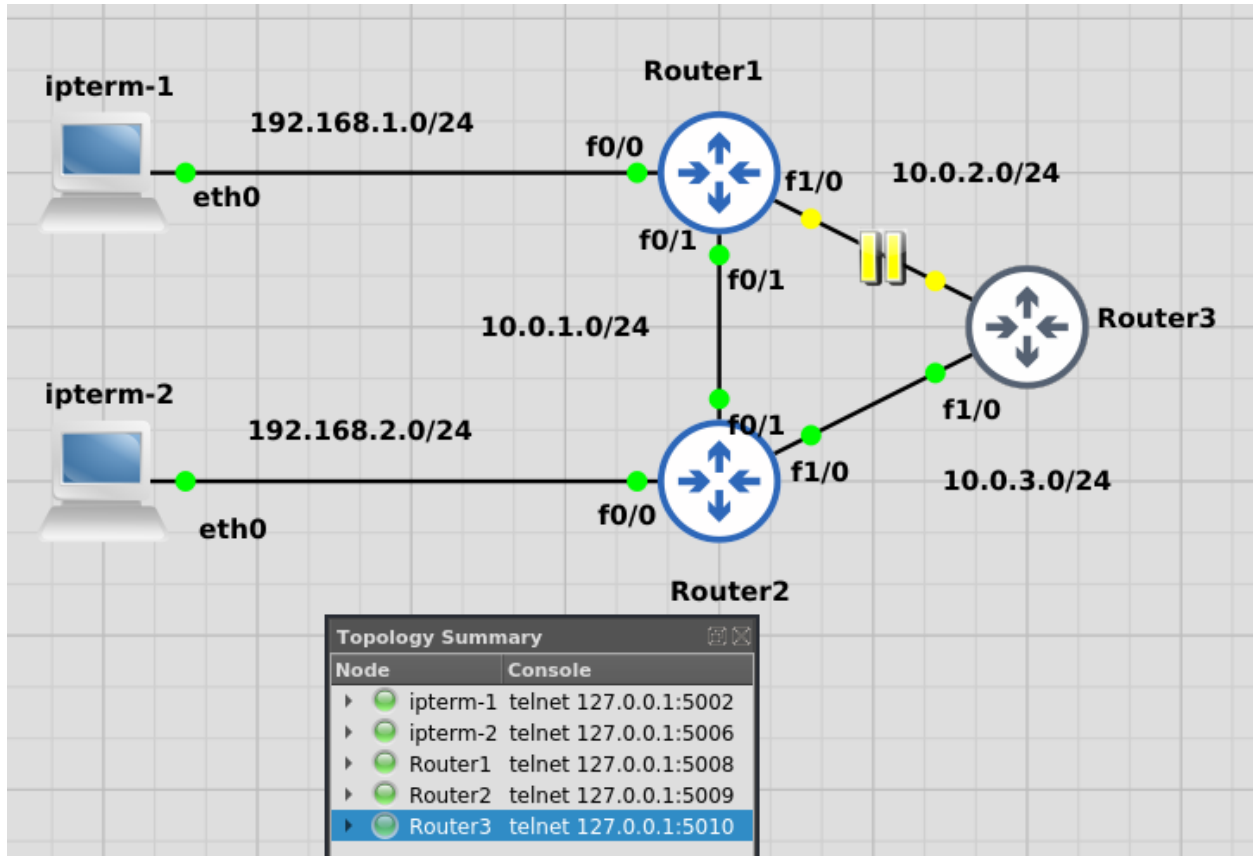 Router1
ipterm-1
192.168.1.0/24
f0/0
eth0
f1/0
10.0.2.0/24
f0/1
f0/1
10.0.1.0/24
Router3
ipterm-2
192.168.2.0/24
f0/1
f1/0
f1/0
10.0.3.0/24
f0/0
eth0
Router2
Topology Summary
Node Console
ipterm-1 telnet 127.0.0.1:5002
ipterm-2 telnet 127.0.0.1:5006
Router1 telnet 127.0.0.1:5008
Router2 telnet 127.0.0.1:5009
Router3 telnet 127.0.0.1:5010